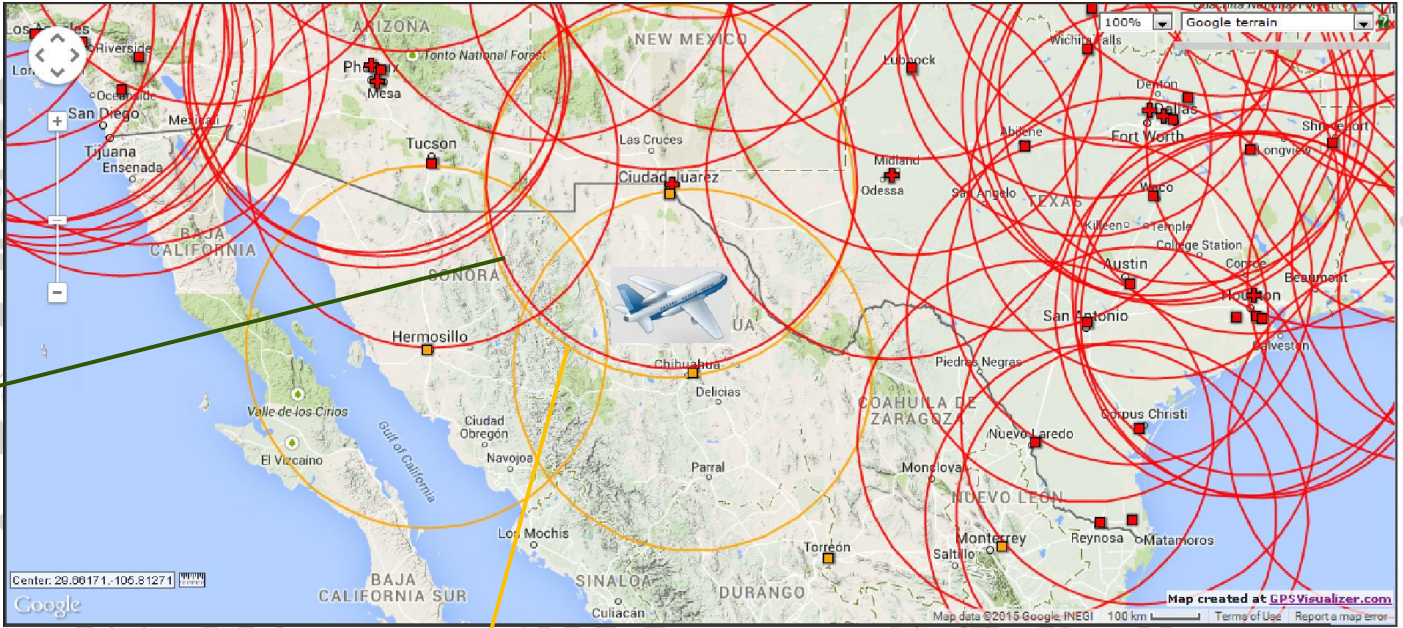 100%
Google terrain
ARIZONA
NEW MEXICO
Wichita Falls
Riverside
Tonto National Forest
Lubbock
Mesa
Oceanside
Denton
Dallas
San Diego
Mexicali
Fort Worth
Tijuana
Ensenada
Tucson
Las Cruces
Abilene
Longview
Ciudad Juarez
Midland
Odessa
San Angelo
TEXAS
Waco
BAJA
CALIFORNIA
Killeen
Temple
College Station
SONORA
Austin
Conroe
Beaumont
Houston
San Antonio
Galveston
UA
Hermosillo
Chihuahua
Piedras Negras
Delicias
COAHUILA DE
ZARAGOZA
Valle de los Cirios
Ciudad
Obregón
Corpus Christi
Gulf of California
Nuevo Laredo
El Vizcaino
Navojoa
Parral
Monclova
NUEVO LEON
Los Mochis
Torreón
Monterrey
Saltillo
Reynosa
Matamoros
Center: 29.66171,-105.81271
BAJA
CALIFORNIA SUR
SINALOA
DURANGO
Culiacán
Google
Map created at GPSVisualizer.com
Map data ©2015 Google, INEGI
100 km
Terms of Use
Report a map error